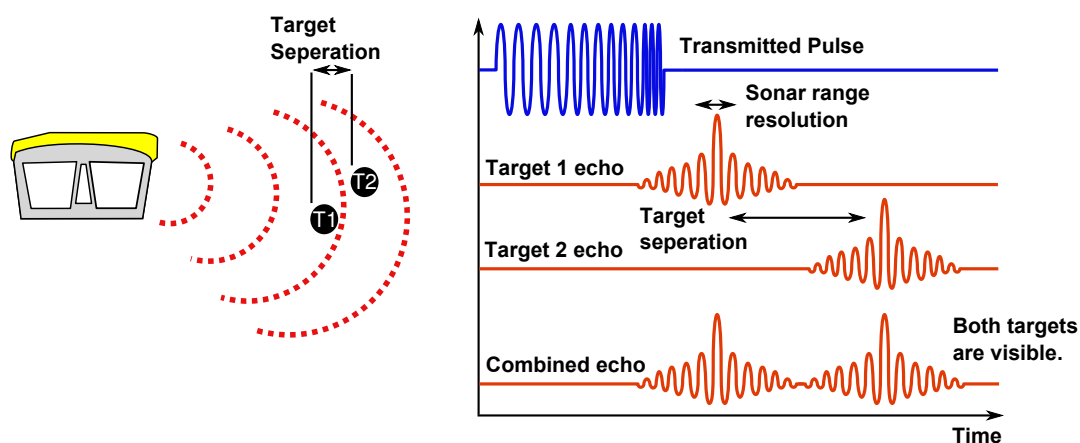 Target
Seperation
T1
T2
Transmitted Pulse
Sonar range
resolution
Target 1 echo
Target
seperation
Target 2 echo
Combined echo
Both targets
are visible.
Time